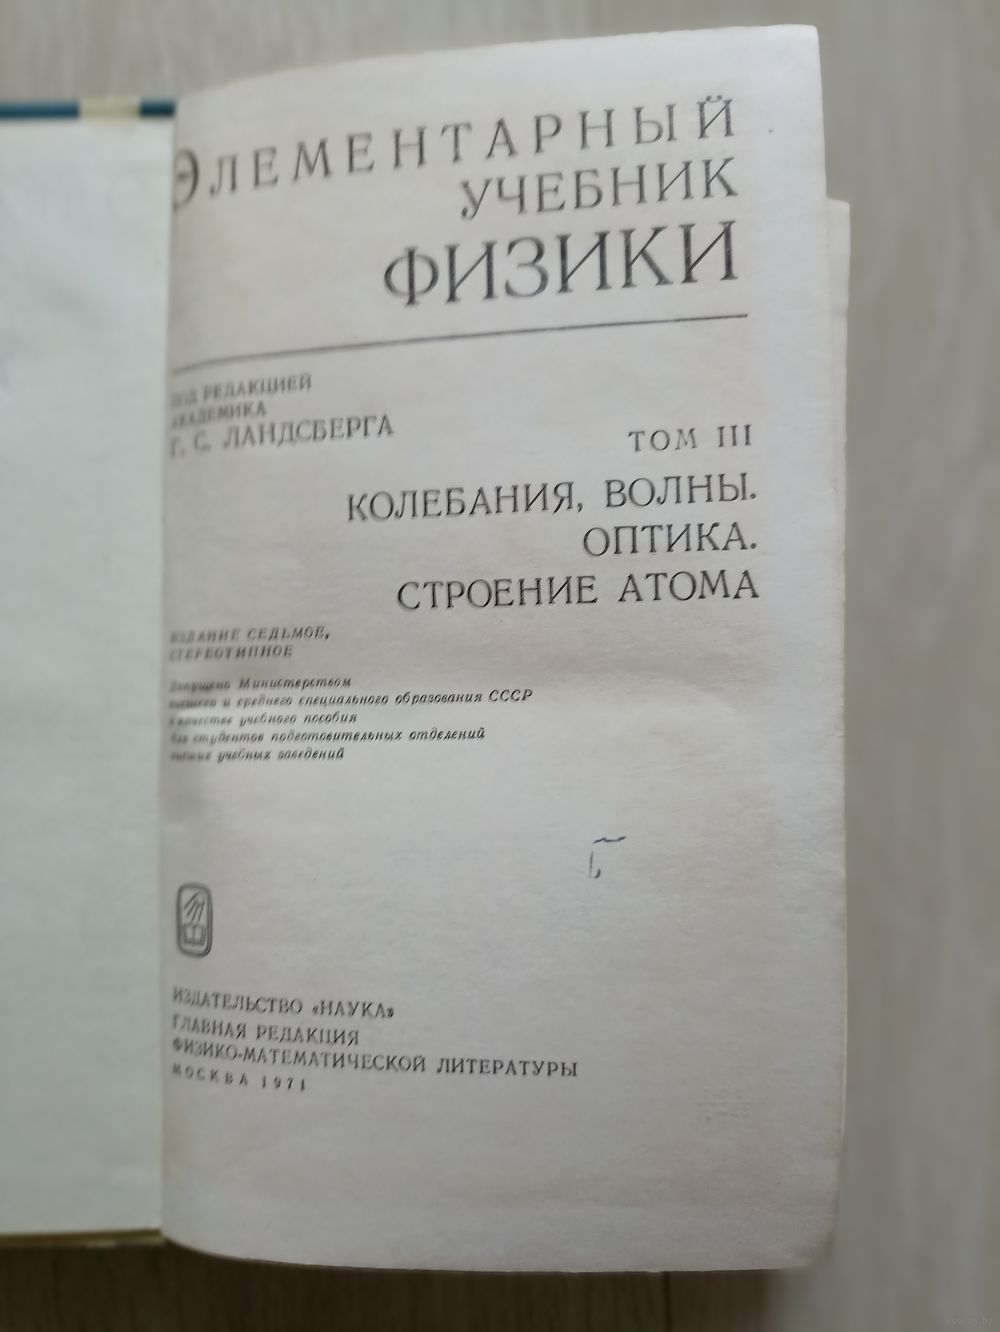 ЭЛЕМЕНТАРНЫЙ
УЧЕБНИК
ФИЗИКИ
ПОД РЕДАКЦИЕЙ
АКАДЕМИКА
Г. С. ЛАНДСБЕРГА
ТОМ III
КОЛЕБАНИЯ, ВОЛНЫ.
ОПТИКА.
СТРОЕНИЕ АТОМА
ИЗДАНИЕ СЕДЬМОЕ,
СТЕРЕОТИПНОЕ
Допущено Министерством
высшего и среднего специального образования СССР
в качестве учебного пособия
для студентов подготовительных отделений
высших учебных заведений
ИЗДАТЕЛЬСТВО «НАУКА»
ГЛАВНАЯ РЕДАКЦИЯ
ФИЗИКО-МАТЕМАТИЧЕСКОЙ ЛИТЕРАТУРЫ
МОСКВА 1971